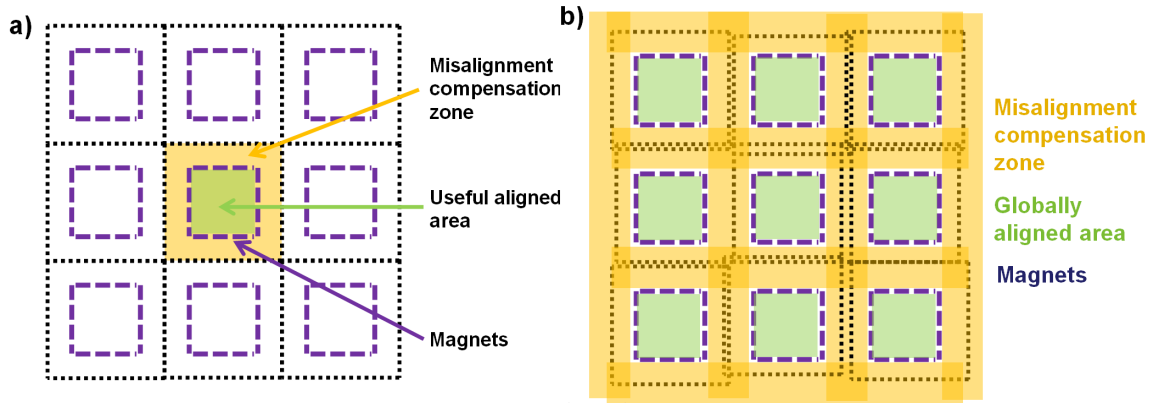 a)
Misalignment
compensation
zone
Useful aligned
area
Magnets
b)
Misalignment
compensation
zone
Globally
aligned area
Magnets